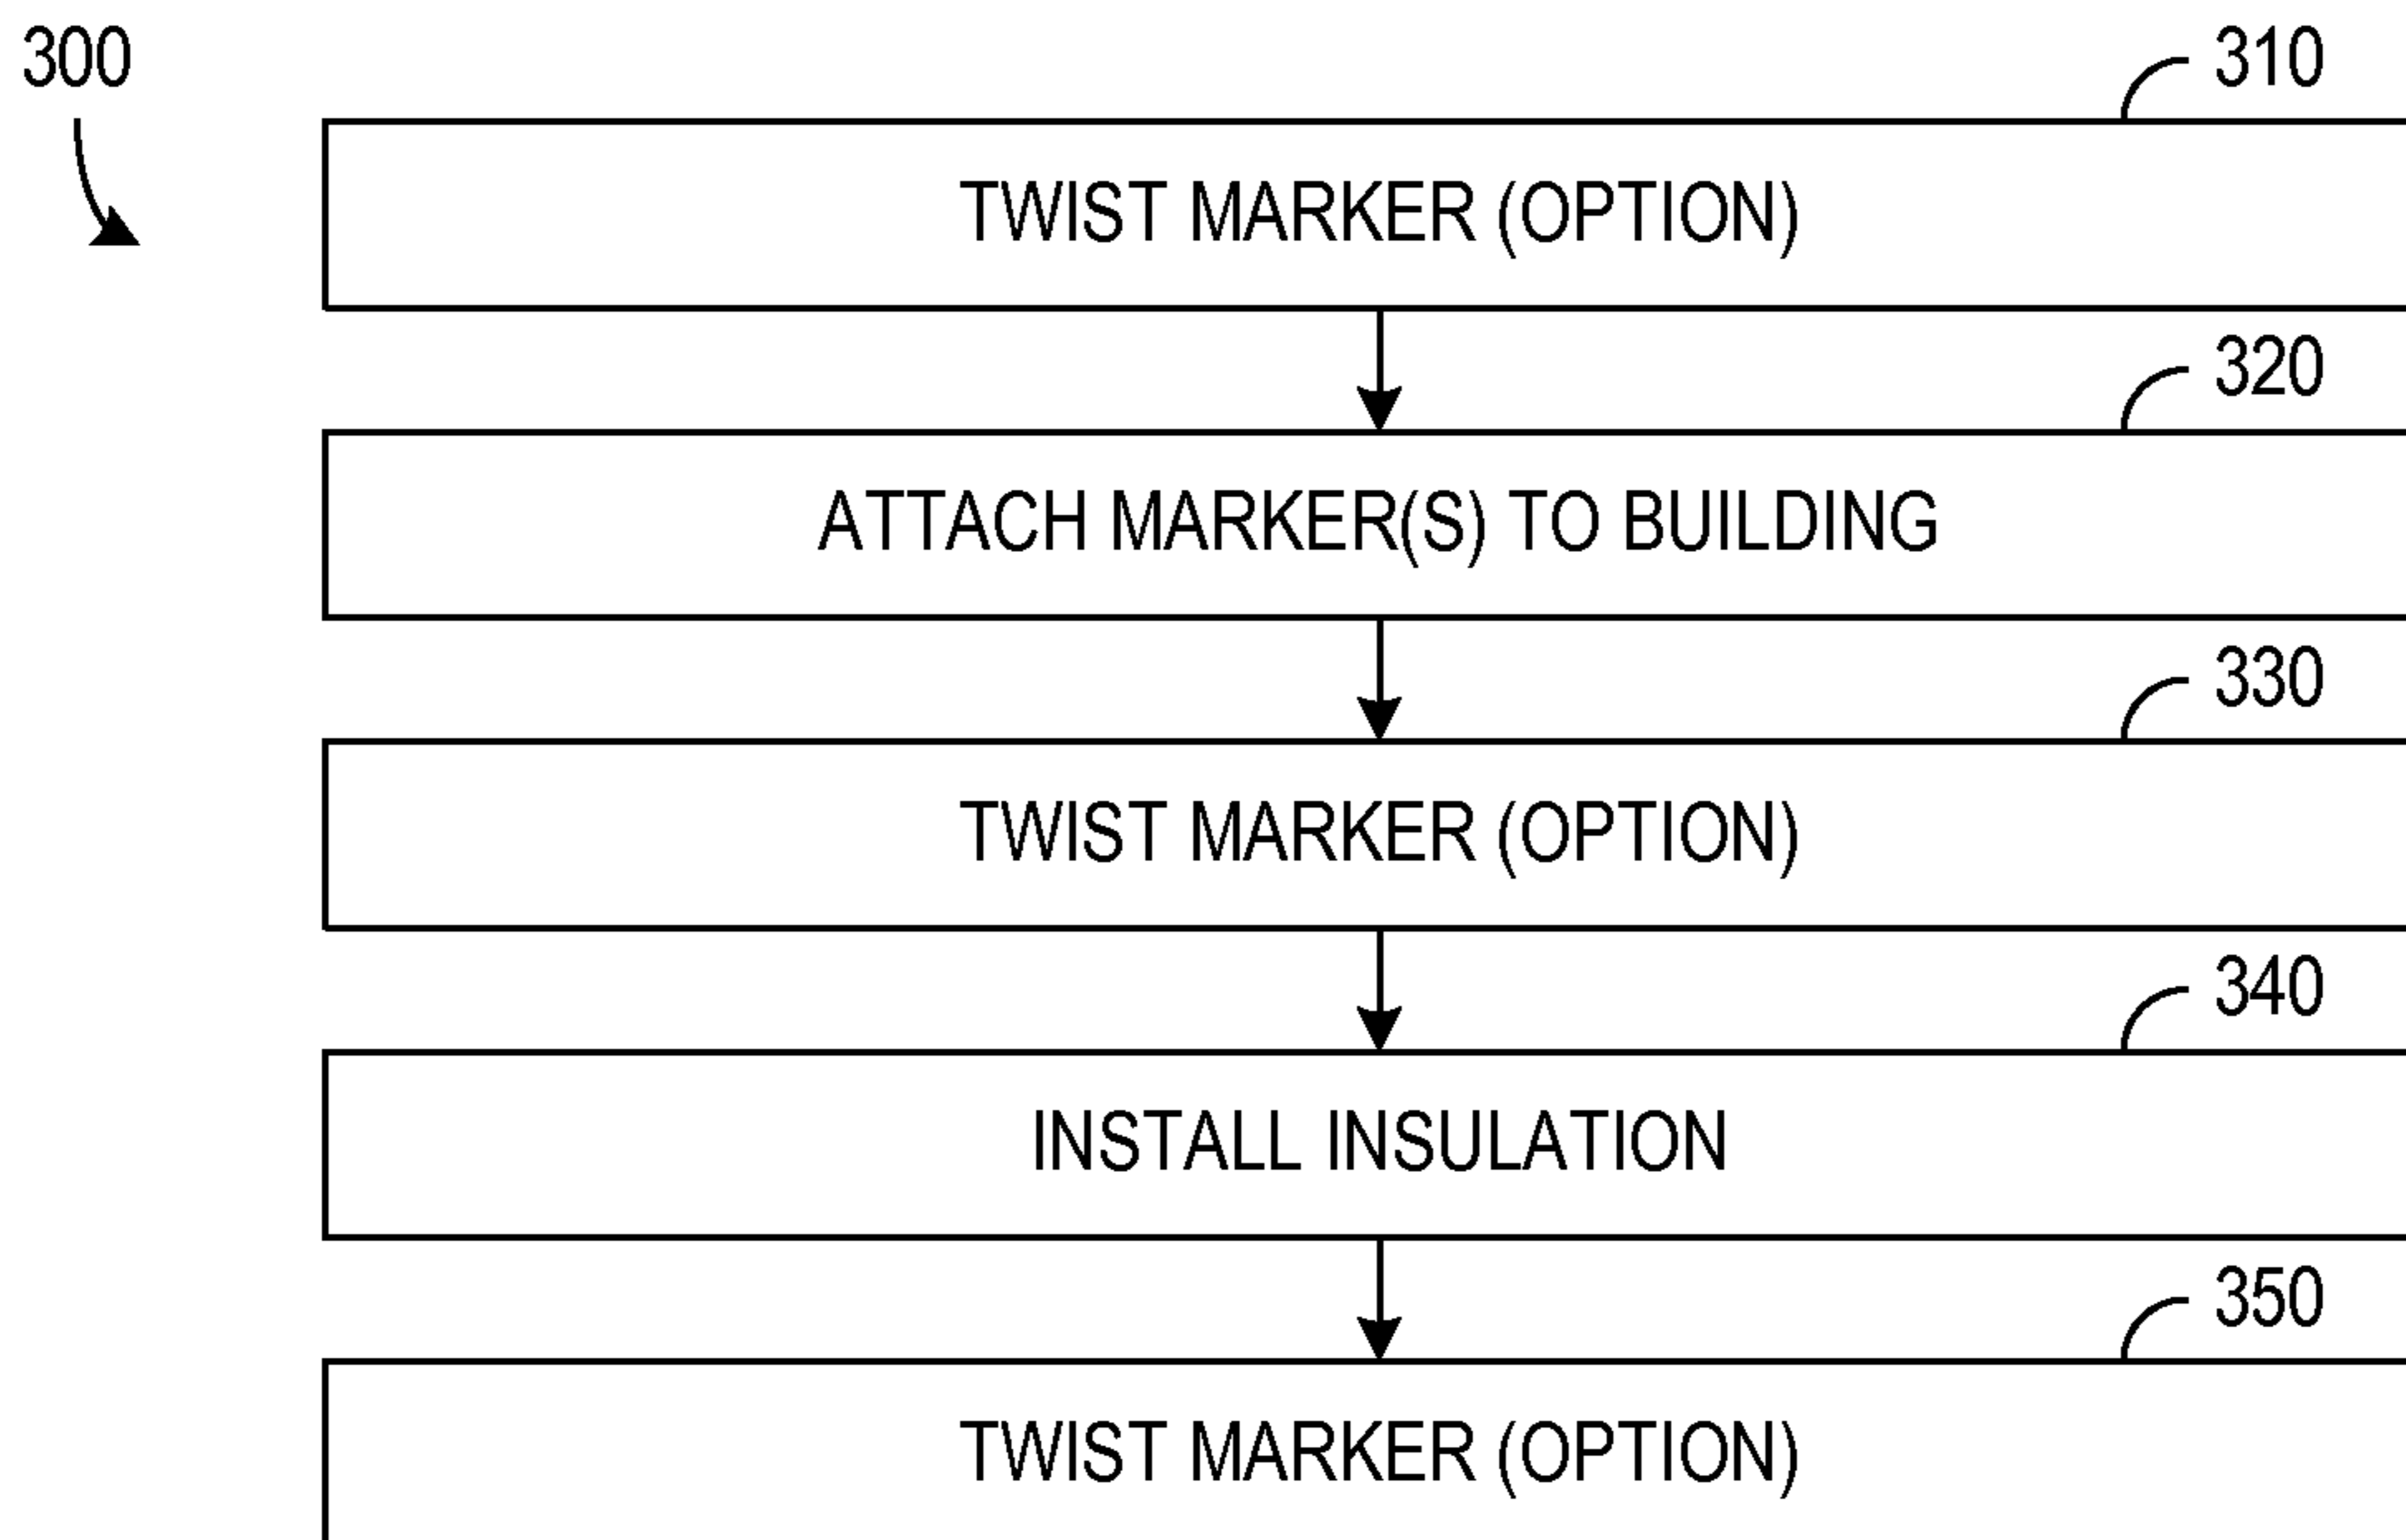 300
310
TWIST MARKER (OPTION)
320
ATTACH MARKER(S) TO BUILDING
330
TWIST MARKER (OPTION)
340
INSTALL INSULATION
350
TWIST MARKER (OPTION)